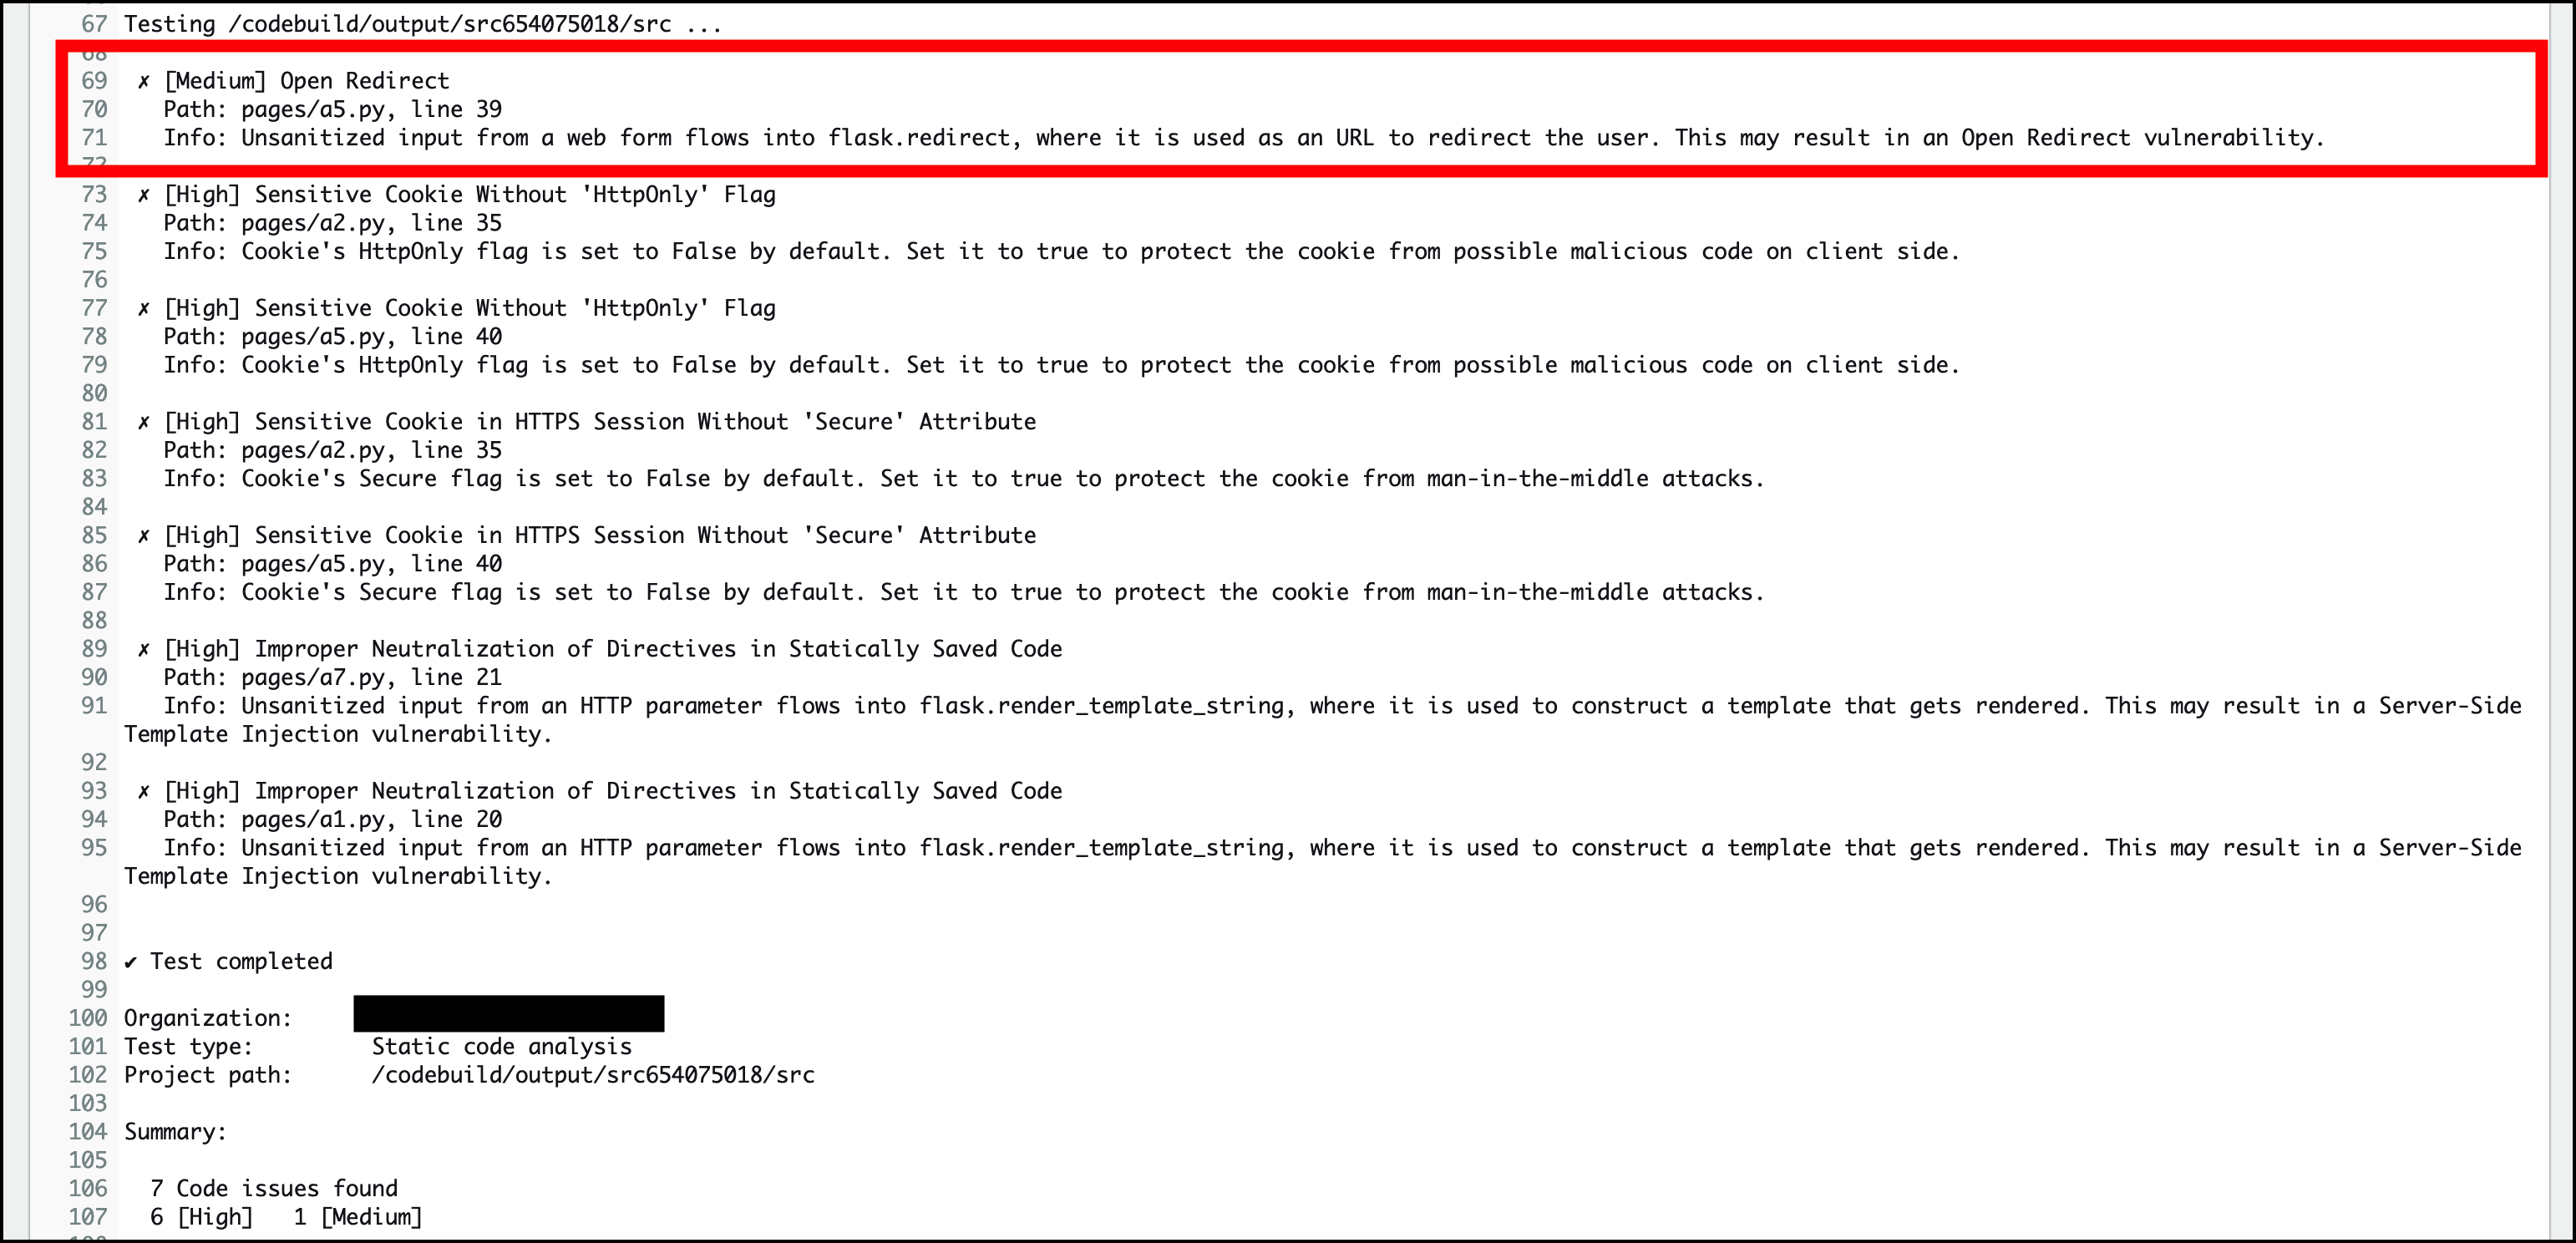 67 Testing /codebuild/output/src654075018/src ...
68
69 ✗ [Medium] Open Redirect
70 Path: pages/a5.py, line 39
71 Info: Unsanitized input from a web form flows into flask.redirect, where it is used as an URL to redirect the user. This may result in an Open Redirect vulnerability.
72
73 ✗ [High] Sensitive Cookie Without 'HttpOnly' Flag
74 Path: pages/a2.py, line 35
75 Info: Cookie's HttpOnly flag is set to False by default. Set it to true to protect the cookie from possible malicious code on client side.
76
77 ✗ [High] Sensitive Cookie Without 'HttpOnly' Flag
78 Path: pages/a5.py, line 40
79 Info: Cookie's HttpOnly flag is set to False by default. Set it to true to protect the cookie from possible malicious code on client side.
80
81 ✗ [High] Sensitive Cookie in HTTPS Session Without 'Secure' Attribute
82 Path: pages/a2.py, line 35
83 Info: Cookie's Secure flag is set to False by default. Set it to true to protect the cookie from man-in-the-middle attacks.
84
85 ✗ [High] Sensitive Cookie in HTTPS Session Without 'Secure' Attribute
86 Path: pages/a5.py, line 40
87 Info: Cookie's Secure flag is set to False by default. Set it to true to protect the cookie from man-in-the-middle attacks.
88
89 ✗ [High] Improper Neutralization of Directives in Statically Saved Code
90 Path: pages/a7.py, line 21
91 Info: Unsanitized input from an HTTP parameter flows into flask.render_template_string, where it is used to construct a template that gets rendered. This may result in a Server-Side
Template Injection vulnerability.
92
93 ✗ [High] Improper Neutralization of Directives in Statically Saved Code
94 Path: pages/a1.py, line 20
95 Info: Unsanitized input from an HTTP parameter flows into flask.render_template_string, where it is used to construct a template that gets rendered. This may result in a Server-Side
Template Injection vulnerability.
96
97
98 ✔ Test completed
99
100 Organization:
101 Test type: Static code analysis
102 Project path: /codebuild/output/src654075018/src
103
104 Summary:
105
106 7 Code issues found
107 6 [High] 1 [Medium]